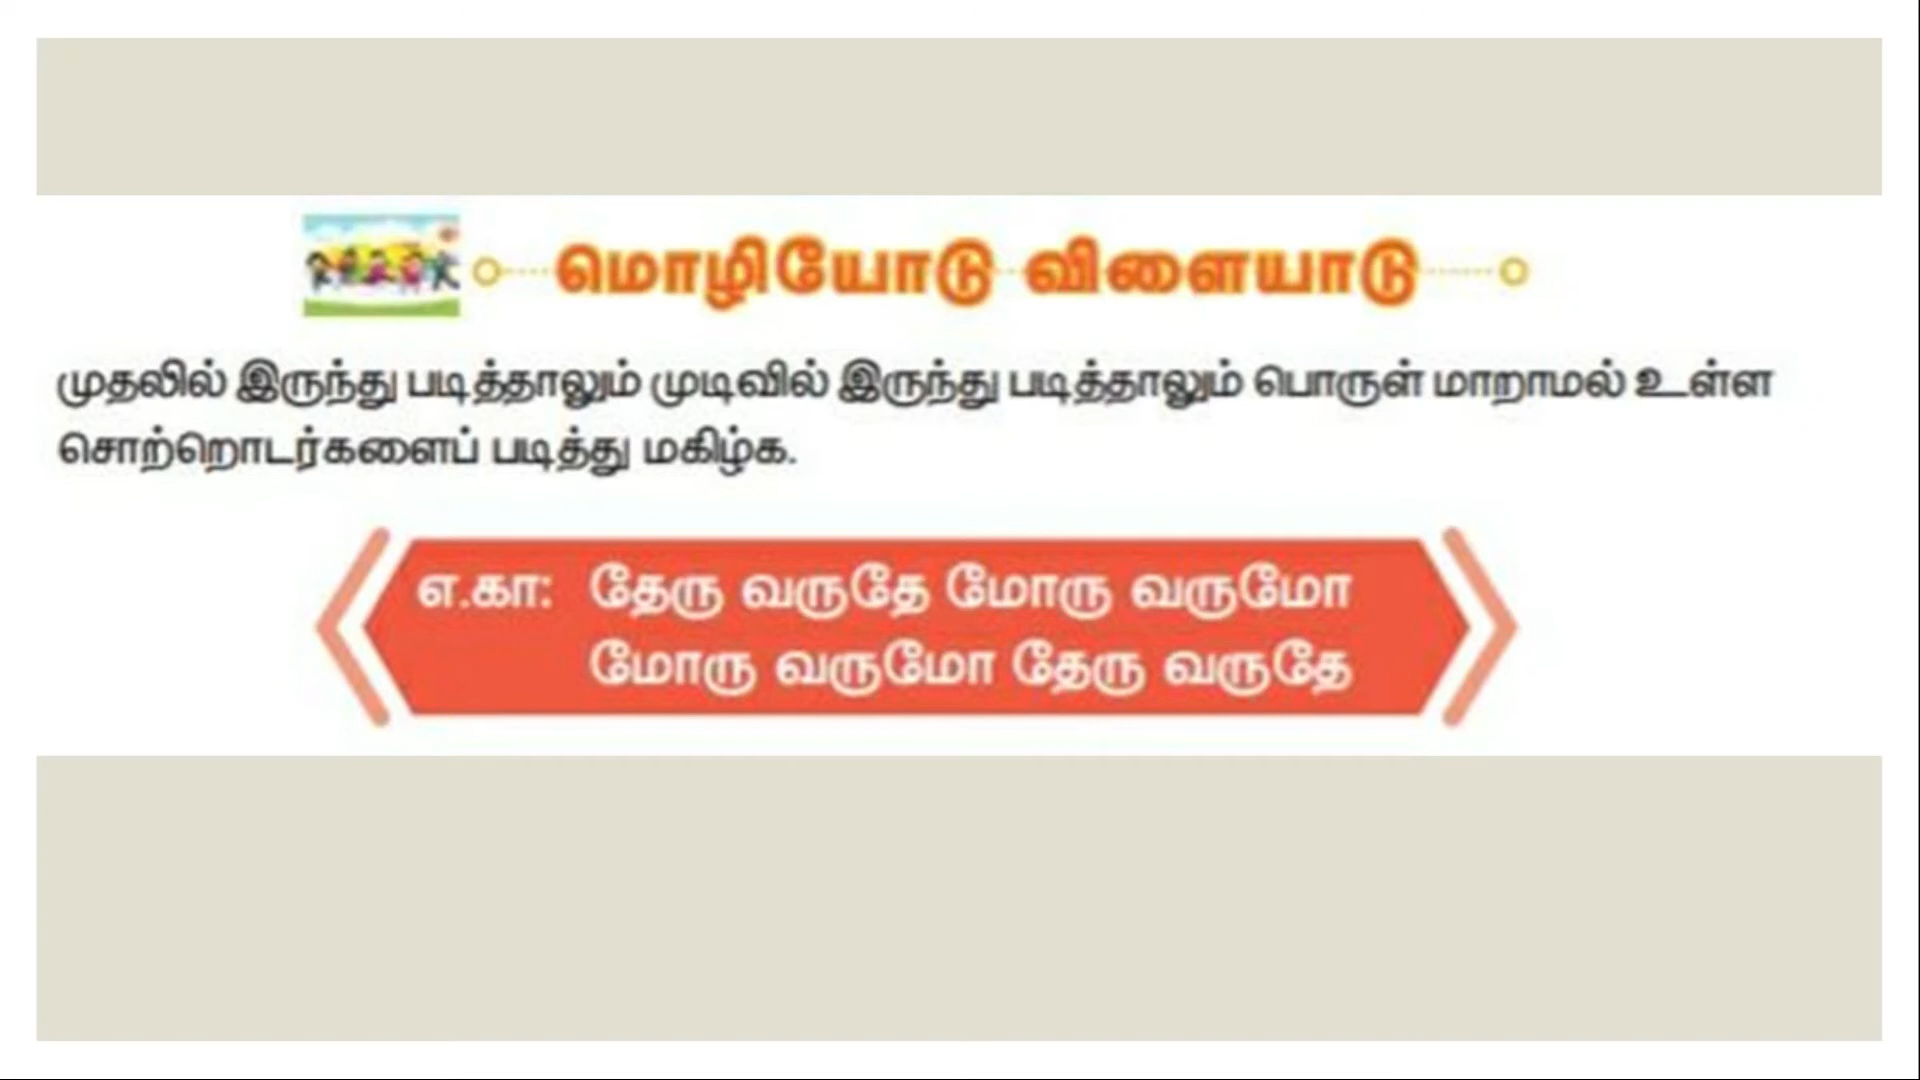 மொழியோடு விளையாடு
முதலில் இருந்து படித்தாலும் முடிவில் இருந்து படித்தாலும் பொருள் மாறாமல் உள்ள
சொற்றொடர்களைப் படித்து மகிழ்க.
எ.கா: தேரு வருதே மோரு வருமோ
மோரு வருமோ தேரு வருதே